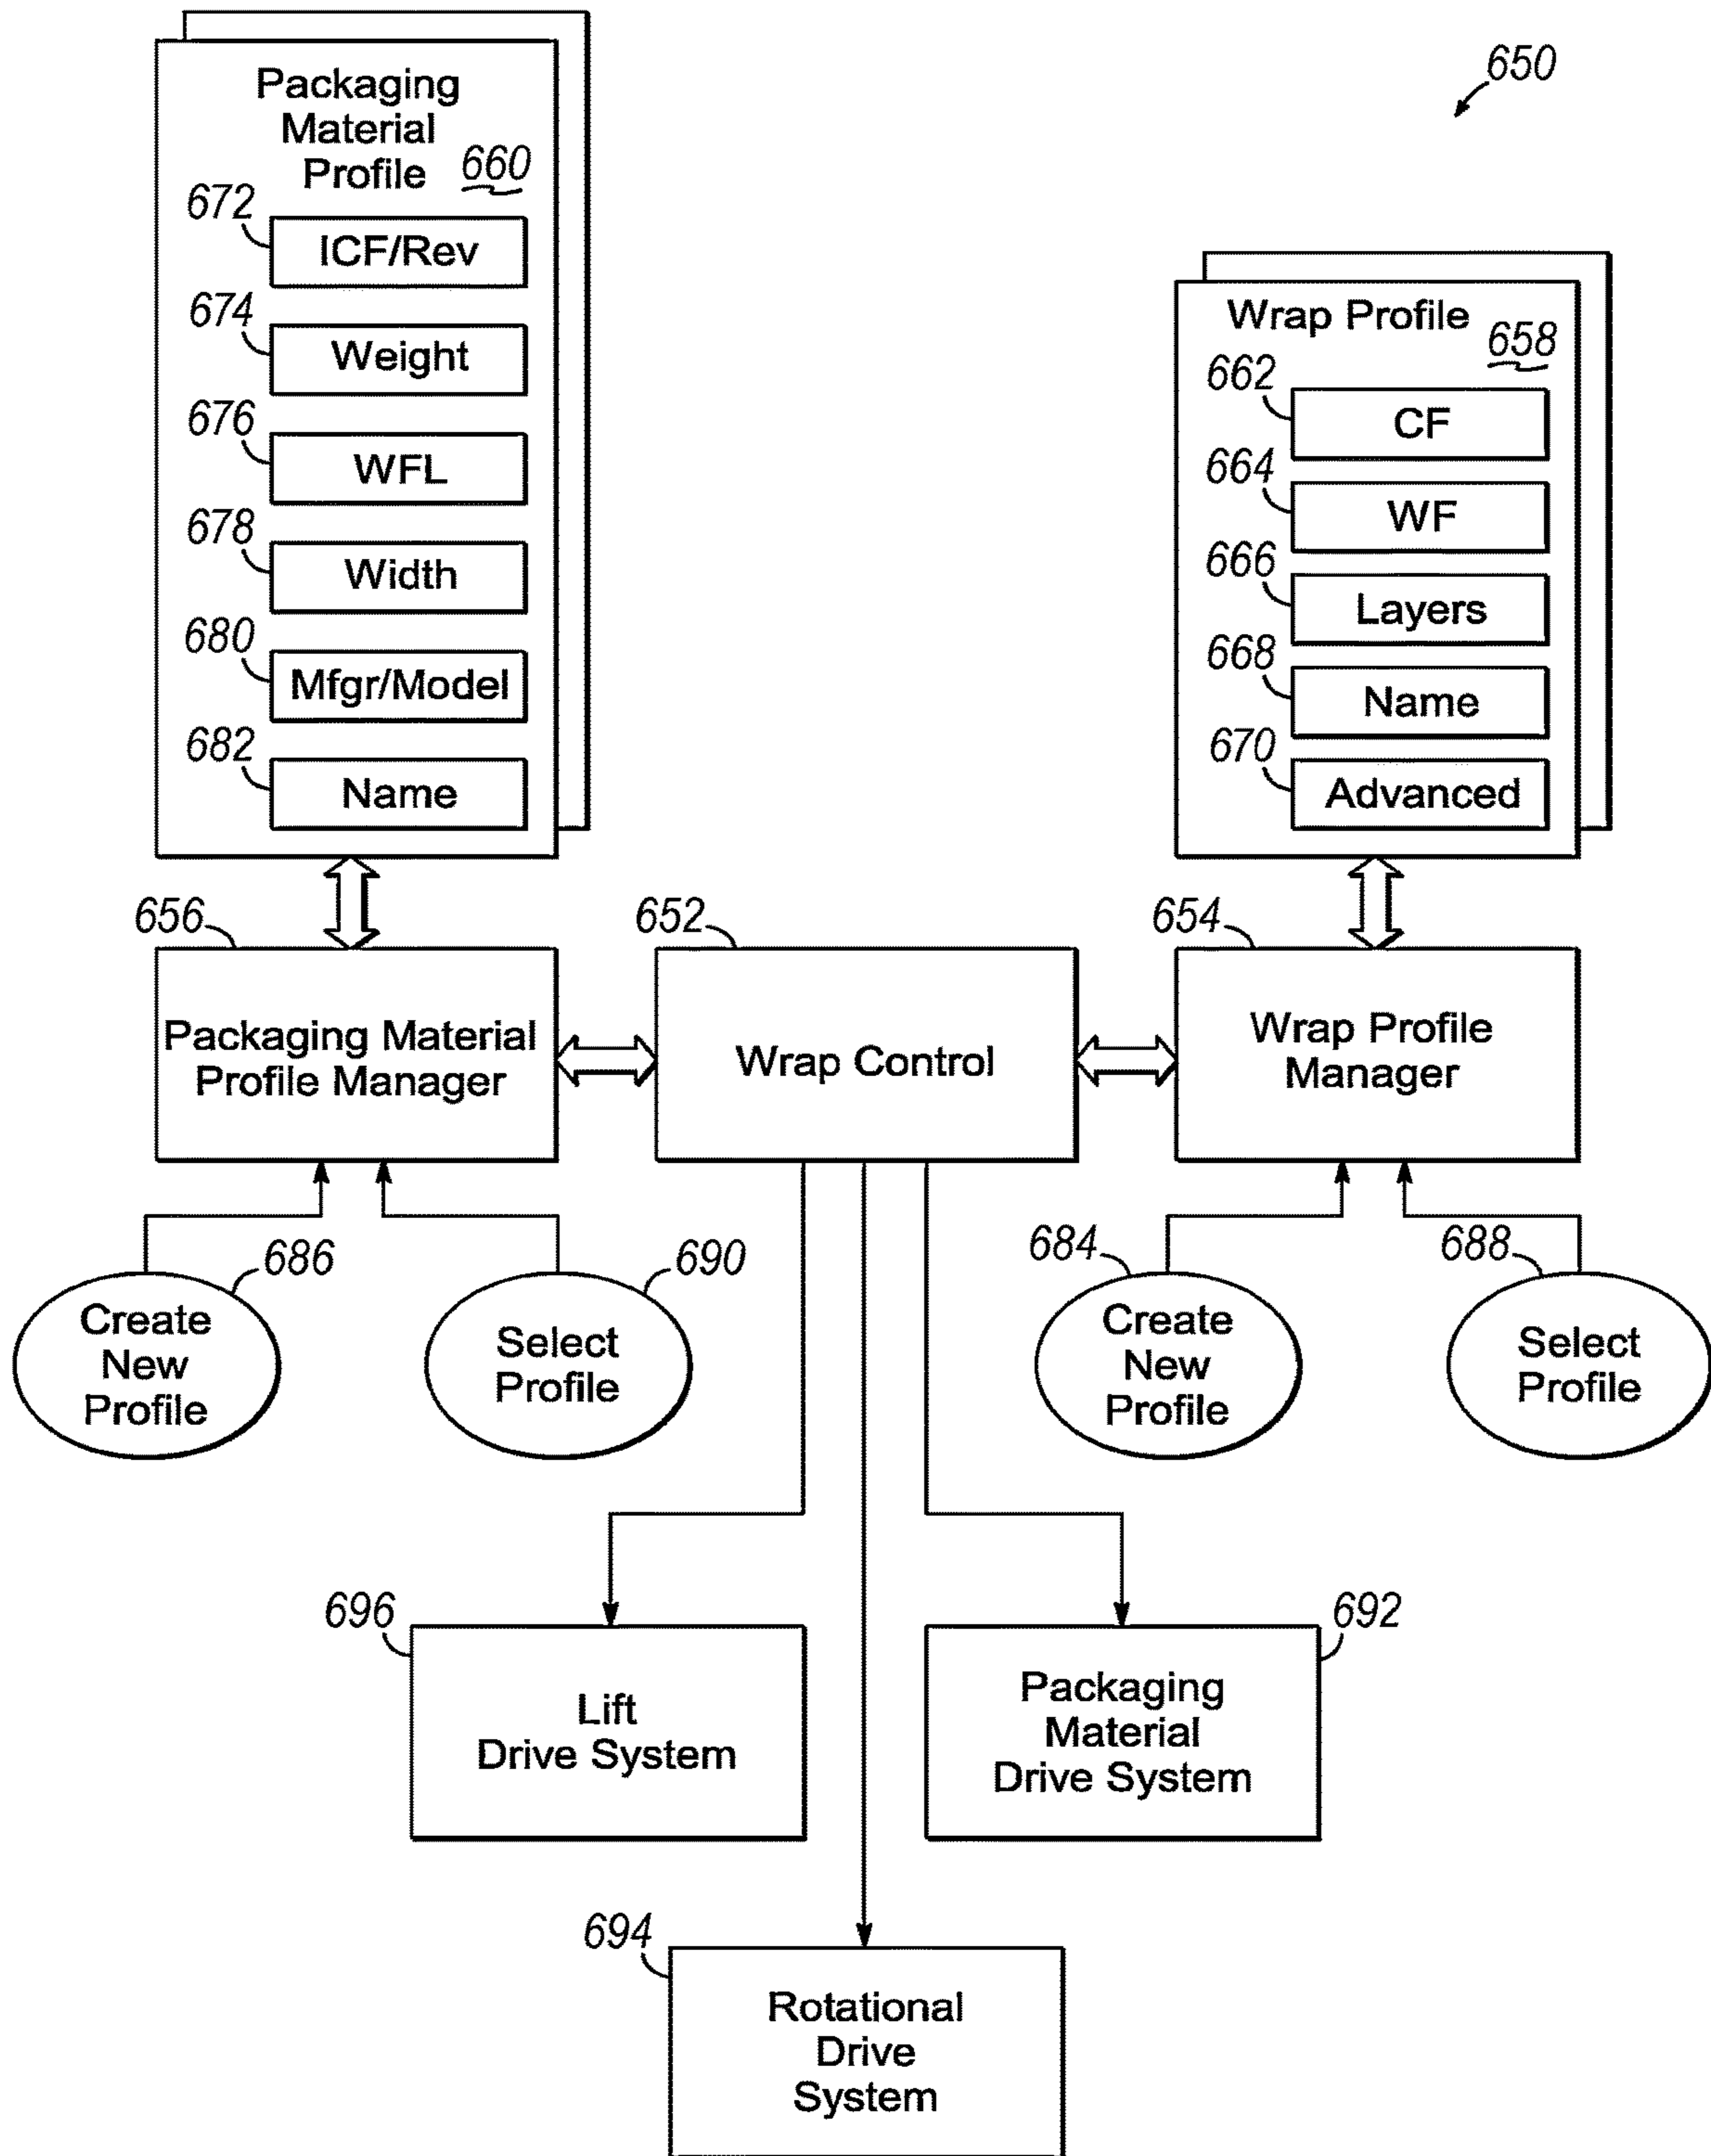 650
Packaging
Material
Profile
660
672
ICF/Rev
674
Weight
676
WFL
678
Width
680
Mfgr/Model
682
Name
Wrap Profile
658
662
CF
664
WF
666
Layers
668
Name
670
Advanced
656
Packaging Material
Profile Manager
652
Wrap Control
654
Wrap Profile
Manager
686
Create
New
Profile
690
Select
Profile
684
Create
New
Profile
688
Select
Profile
696
Lift
Drive System
692
Packaging
Material
Drive System
694
Rotational
Drive
System